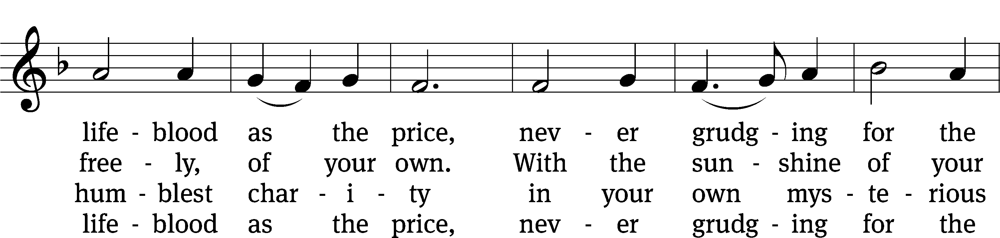 life - blood as the price, nev - er grudg - ing for the
free - ly, of your own. With the sun - shine of your
hum - blest char - i - ty in your own mys - te - rious
life - blood as the price, nev - er grudg - ing for the